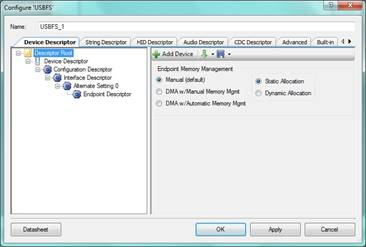 Configure 'USBFS_1'
Name: USBFS_1
Device Descriptor String Descriptor HID Descriptor Audio Descriptor CDC Descriptor Advanced Built-in
Descriptor Root
Device Descriptor
Configuration Descriptor
Interface Descriptor
Alternate Setting 0
Endpoint Descriptor
Add Device
Endpoint Memory Management
Manual (default) Static Allocation
DMA w/Manual Memory Mgmt Dynamic Allocation
DMA w/Automatic Memory Mgmt
Datasheet OK Apply Cancel